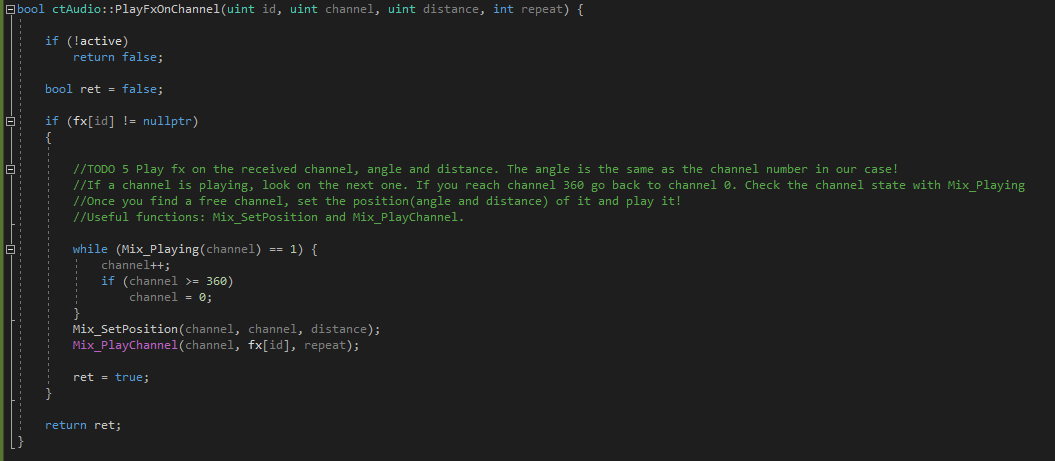 bool ctAudio::PlayFxOnChannel(uint id, uint channel, uint distance, int repeat) {
if (!active)
return false;
bool ret = false;
if (fx[id] != nullptr)
{
//TODO 5 Play fx on the received channel, angle and distance. The angle is the same as the channel number in our case!
//If a channel is playing, look on the next one. If you reach channel 360 go back to channel 0. Check the channel state with Mix_Playing
//Once you find a free channel, set the position(angle and distance) of it and play it!
//Useful functions: Mix_SetPosition and Mix_PlayChannel.
while (Mix_Playing(channel) == 1) {
channel++;
if (channel >= 360)
channel = 0;
}
Mix_SetPosition(channel, channel, distance);
Mix_PlayChannel(channel, fx[id], repeat);
ret = true;
}
return ret;
}